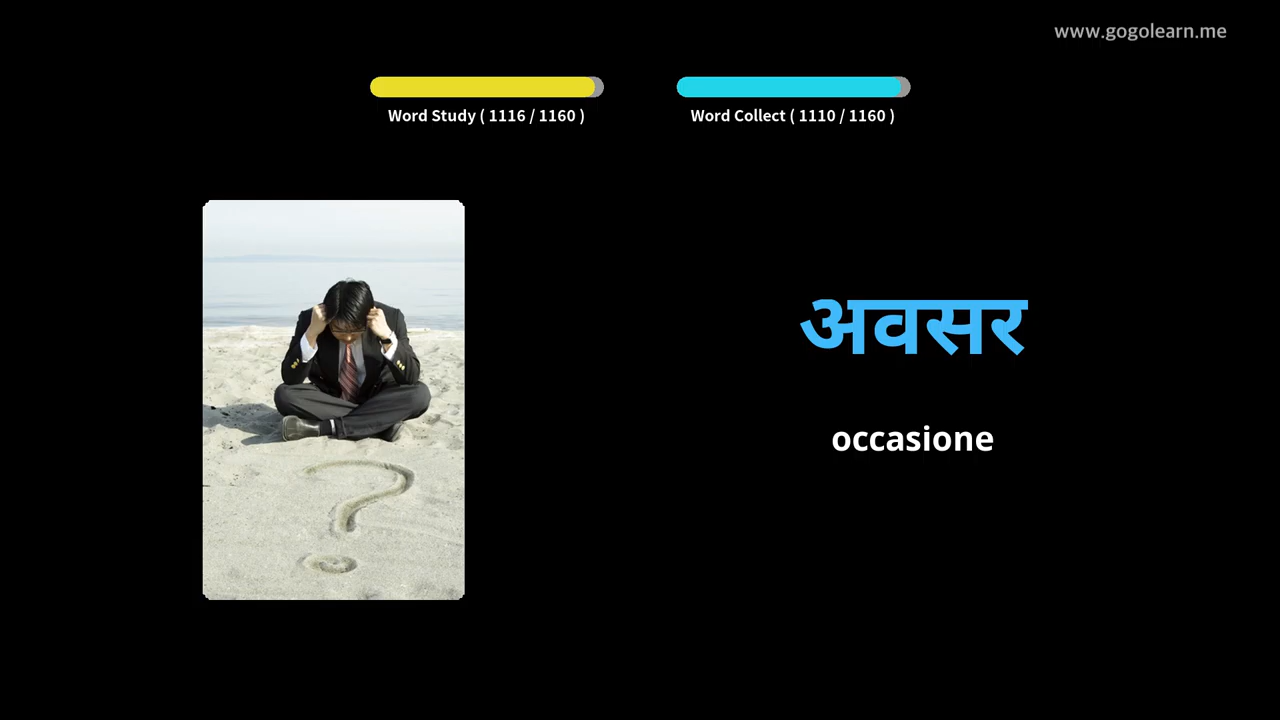 www.gogolearn.me
Word Study ( 1116 / 1160 )
Word Collect ( 1110 / 1160 )
अवसर
occasione
?